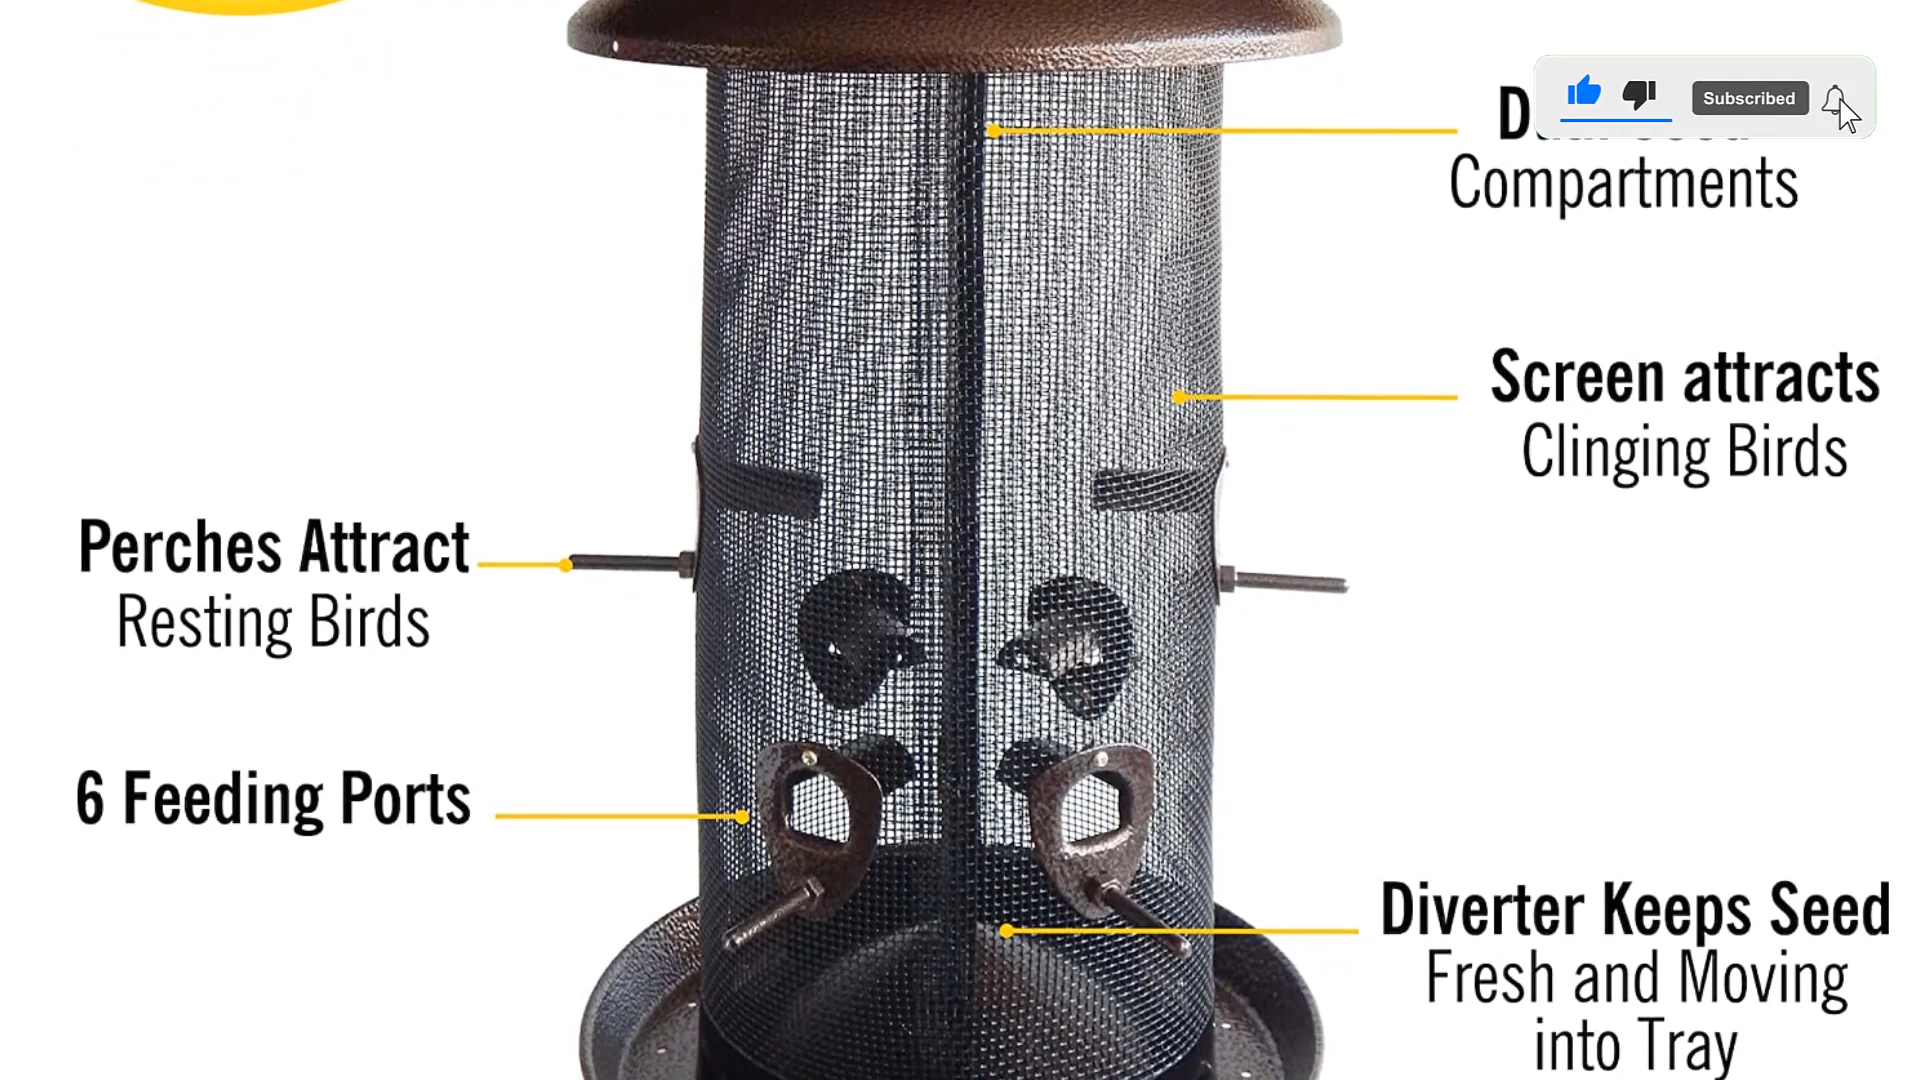 Subscribed
Compartments
Screen attracts
Clinging Birds
Perches Attract
Resting Birds
6 Feeding Ports
Diverter Keeps Seed
Fresh and Moving
into Tray